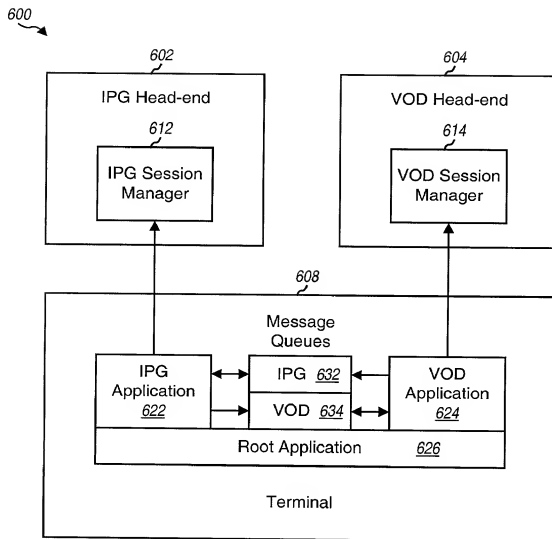 600
602
604
IPG Head-end
VOD Head-end
612
614
IPG Session
Manager
VOD Session
Manager
608
Message
Queues
IPG
Application
622
IPG 632
VOD 634
VOD
Application
624
Root Application 626
Terminal